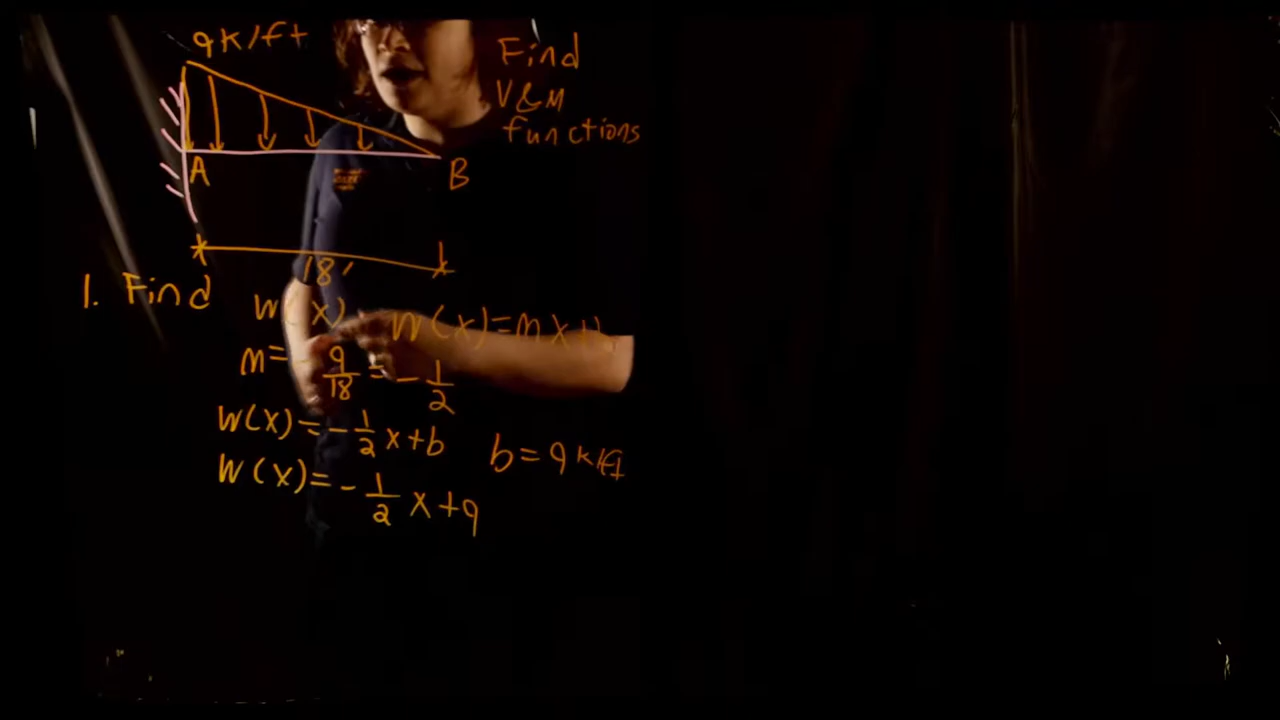 9k/ft
Find
V&M
functions
A
B
18'
1. Find
W(x) W(x)=mx+b
m=-9/18=-1/2
W(x)=-1/2x+b b=9k/ft
W(x)=-1/2x+9